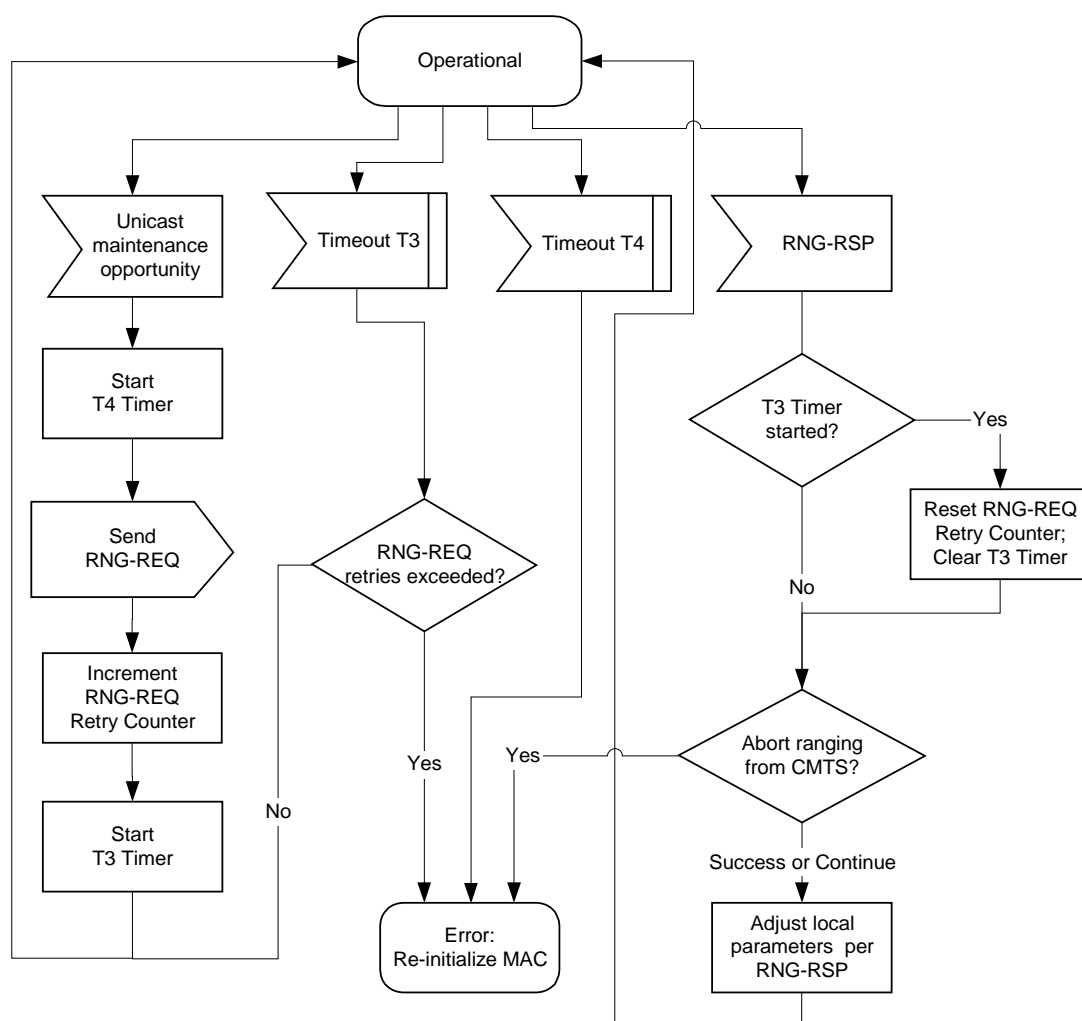 Operational
Unicast
maintenance
opportunity
Timeout T3
Timeout T4
RNG-RSP
Start
T4 Timer
T3 Timer
started?
Yes
Send
RNG-REQ
Reset RNG-REQ
Retry Counter;
Clear T3 Timer
RNG-REQ
retries exceeded?
No
Increment
RNG-REQ
Retry Counter
Yes
Yes
Abort ranging
from CMTS?
No
Start
T3 Timer
Success or Continue
Error:
Re-initialize MAC
Adjust local
parameters per
RNG-RSP